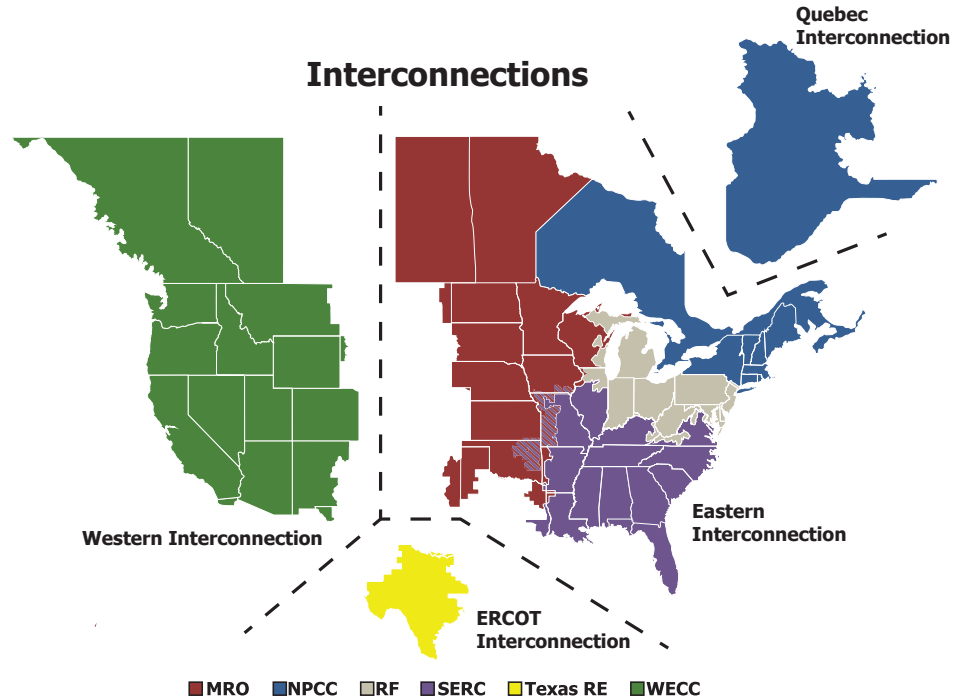 Quebec
Interconnection
Interconnections
Western Interconnection
Eastern
Interconnection
ERCOT
Interconnection
MRO NPCC RF SERC Texas RE WECC